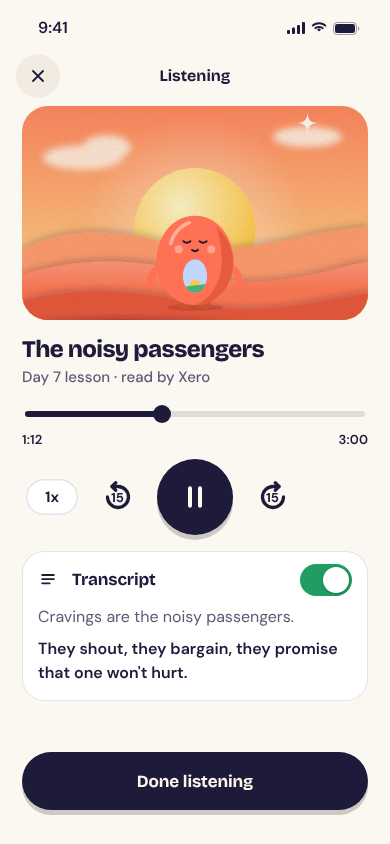 9:41
Listening
The noisy passengers
Day 7 lesson · read by Xero
1:12
3:00
1x
15
15
Transcript
Cravings are the noisy passengers.
They shout, they bargain, they promise
that one won't hurt.
Done listening